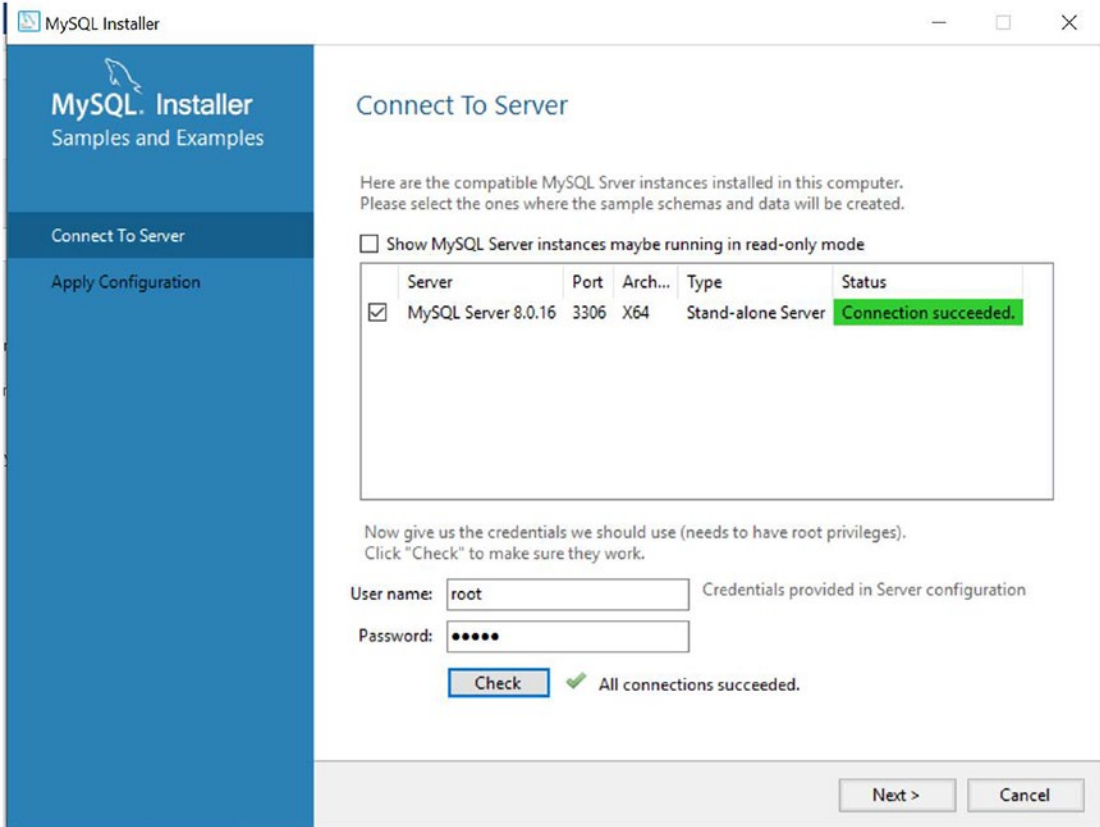 MySQL Installer
MySQL. Installer
Samples and Examples
Connect To Server
Apply Configuration
Connect To Server
Here are the compatible MySQL Srver instances installed in this computer.
Please select the ones where the sample schemas and data will be created.
Show MySQL Server instances maybe running in read-only mode
Server Port Arch... Type Status
MySQL Server 8.0.16 3306 X64 Stand-alone Server Connection succeeded.
Now give us the credentials we should use (needs to have root privileges).
Click "Check" to make sure they work.
User name: root Credentials provided in Server configuration
Password: •••••
Check All connections succeeded.
Next > Cancel